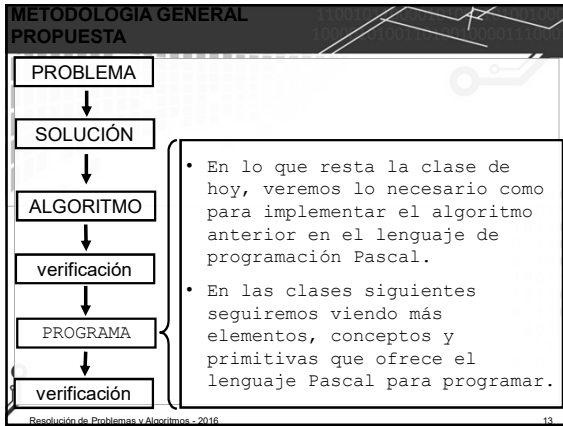 METODOLOGÍA GENERAL
PROPUESTA
PROBLEMA
SOLUCIÓN
ALGORITMO
verificación
PROGRAMA
verificación
• En lo que resta la clase de
hoy, veremos lo necesario como
para implementar el algoritmo
anterior en el lenguaje de
programación Pascal.
• En las clases siguientes
seguiremos viendo más
elementos, conceptos y
primitivas que ofrece el
lenguaje Pascal para programar.
Resolución de Problemas y Algoritmos - 2016
13